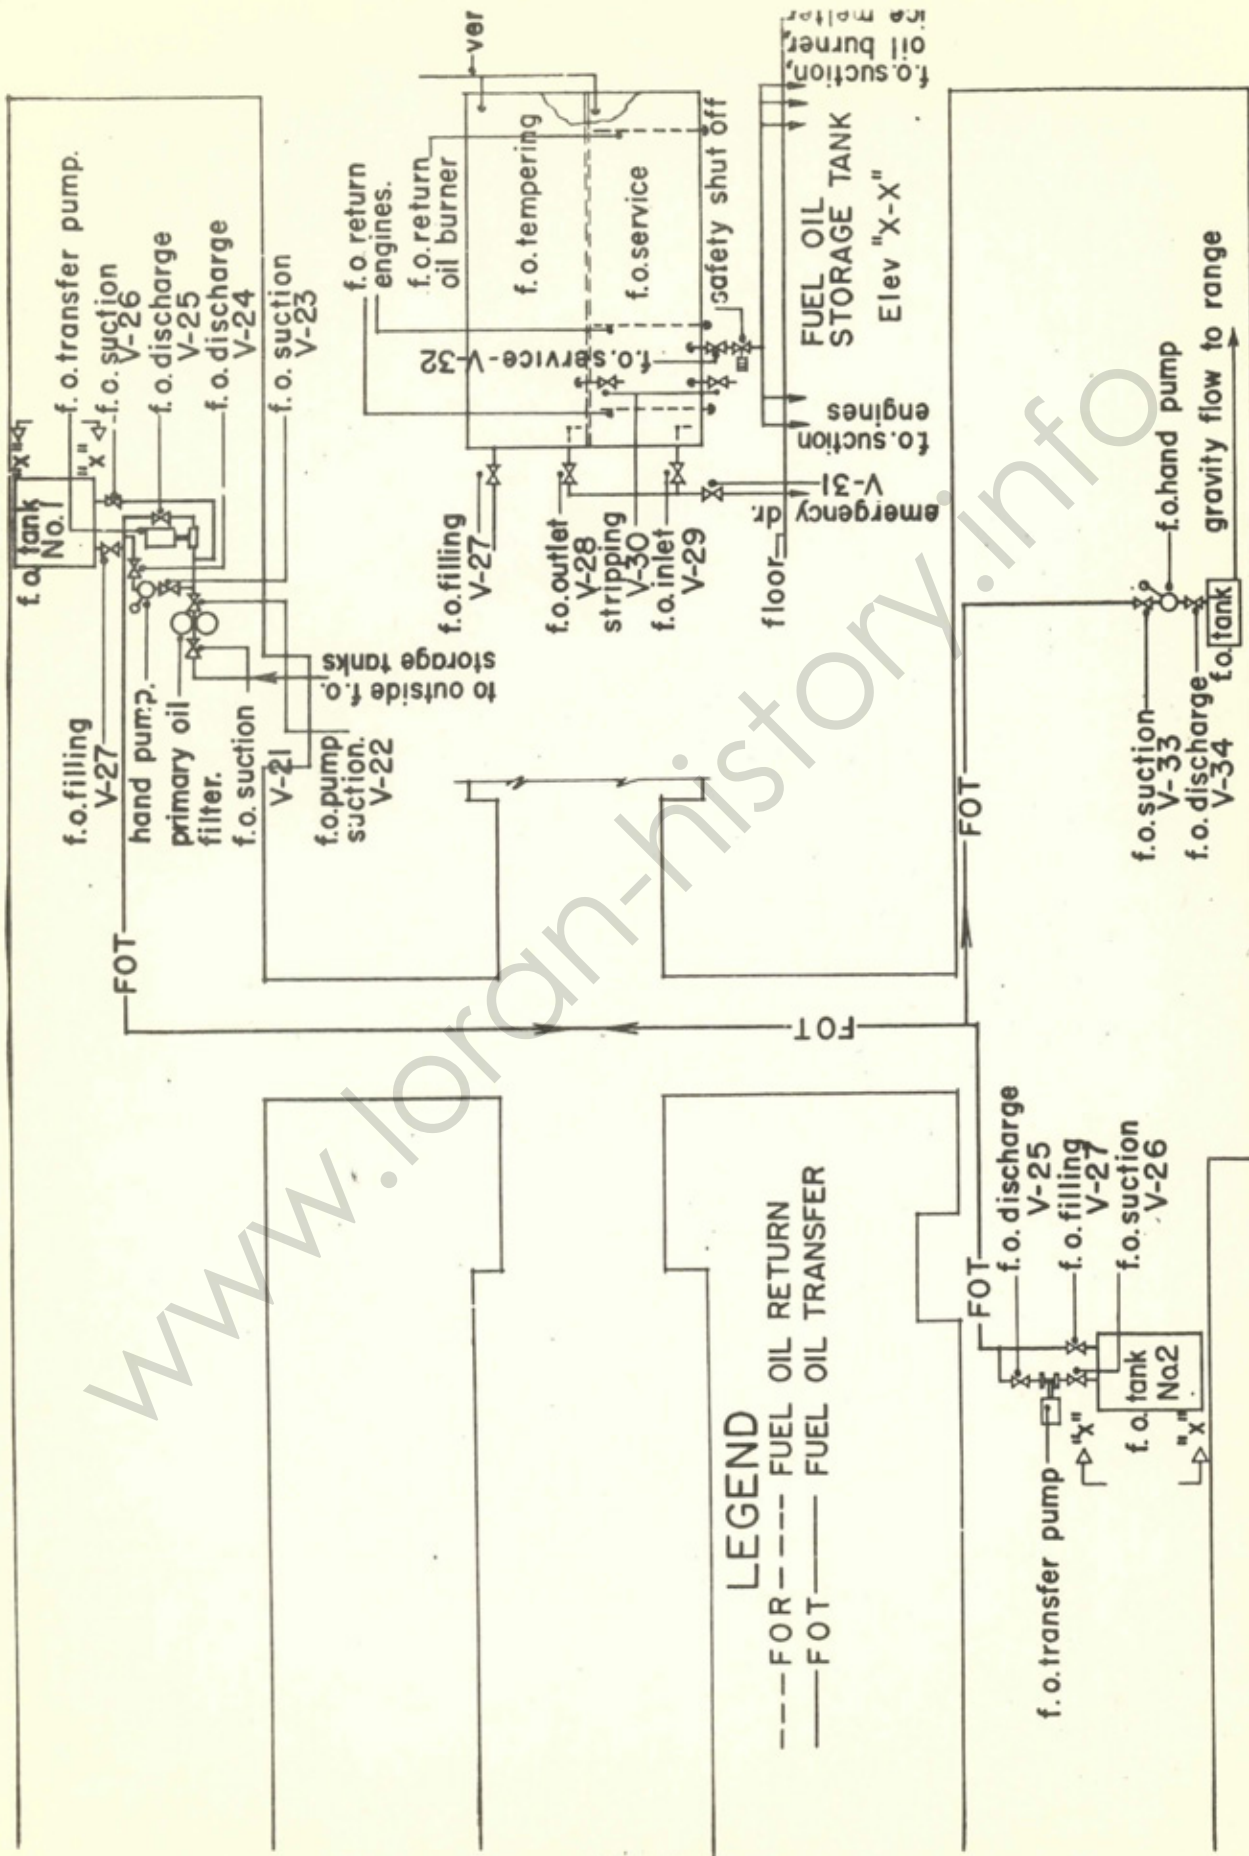 f.o. tank
No. 1
"X"
"X"
f.o. transfer pump.
f.o. suction
V-26
f.o. discharge
V-25
f.o. discharge
V-24
f.o. suction
V-23
f.o. filling
V-27
hand pump.
primary oil
filter.
f.o. suction
V-21
f.o. pump
suction.
V-22
to outside f.o.
storage tanks
FOT
f.o. return
engines.
f.o. return
oil burner
f.o. tempering
f.o. service
f.o. service - V-32
safety shut off
f.o. filling
V-27
f.o. outlet
V-28
stripping
V-30
f.o. inlet
V-29
floor
emergency dr.
V-31
f.o. suction
engines
f.o. suction,
oil burner,
ice melter
FUEL OIL
STORAGE TANK
Elev "X-X"
FOT
FOT
f.o. hand pump
gravity flow to range
f.o. tank
f.o. suction
V-33
f.o. discharge
V-34
FOT
f.o. discharge
V-25
f.o. filling
V-27
f.o. suction
V-26
f.o. tank
No.2
"X"
"X"
f.o. transfer pump
LEGEND
FOR FUEL OIL RETURN
FOT FUEL OIL TRANSFER
www.loran-history.info